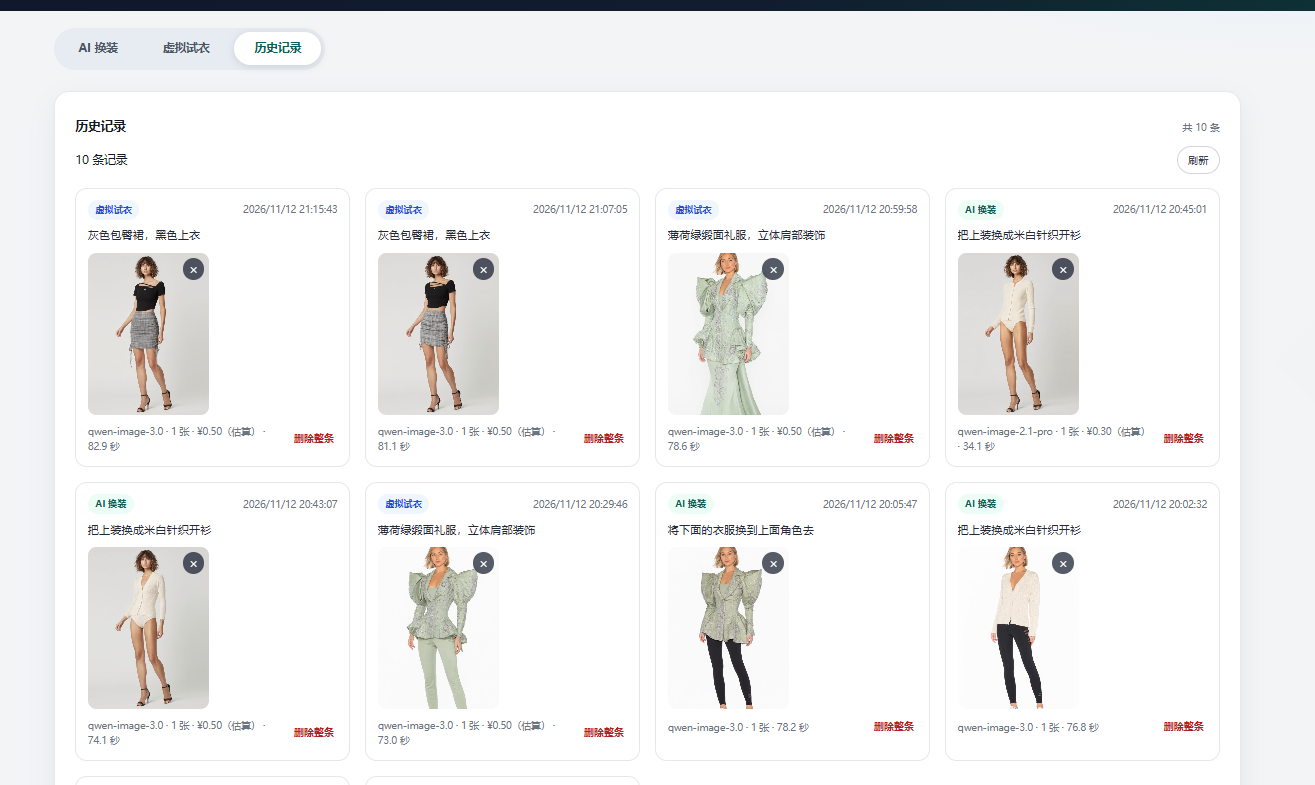 AI 换装
虚拟试衣
历史记录
历史记录
共 10 条
10 条记录
刷新
虚拟试衣
2026/11/12 21:15:43
灰色包臀裙，黑色上衣
×
qwen-image-3.0 · 1 张 · ¥0.50（估算） ·
82.9 秒
删除整条
虚拟试衣
2026/11/12 21:07:05
灰色包臀裙，黑色上衣
×
qwen-image-3.0 · 1 张 · ¥0.50（估算） ·
81.1 秒
删除整条
虚拟试衣
2026/11/12 20:59:58
薄荷绿缎面礼服，立体肩部装饰
×
qwen-image-3.0 · 1 张 · ¥0.50（估算） ·
78.6 秒
删除整条
AI 换装
2026/11/12 20:45:01
把上装换成米白针织开衫
×
qwen-image-2.1-pro · 1 张 · ¥0.30（估算）
· 34.1 秒
删除整条
AI 换装
2026/11/12 20:43:07
把上装换成米白针织开衫
×
qwen-image-3.0 · 1 张 · ¥0.50（估算） ·
74.1 秒
删除整条
虚拟试衣
2026/11/12 20:29:46
薄荷绿缎面礼服，立体肩部装饰
×
qwen-image-3.0 · 1 张 · ¥0.50（估算） ·
73.0 秒
删除整条
AI 换装
2026/11/12 20:05:47
将下面的衣服换到上面角色去
×
qwen-image-3.0 · 1 张 · 78.2 秒
删除整条
AI 换装
2026/11/12 20:02:32
把上装换成米白针织开衫
×
qwen-image-3.0 · 1 张 · 76.8 秒
删除整条